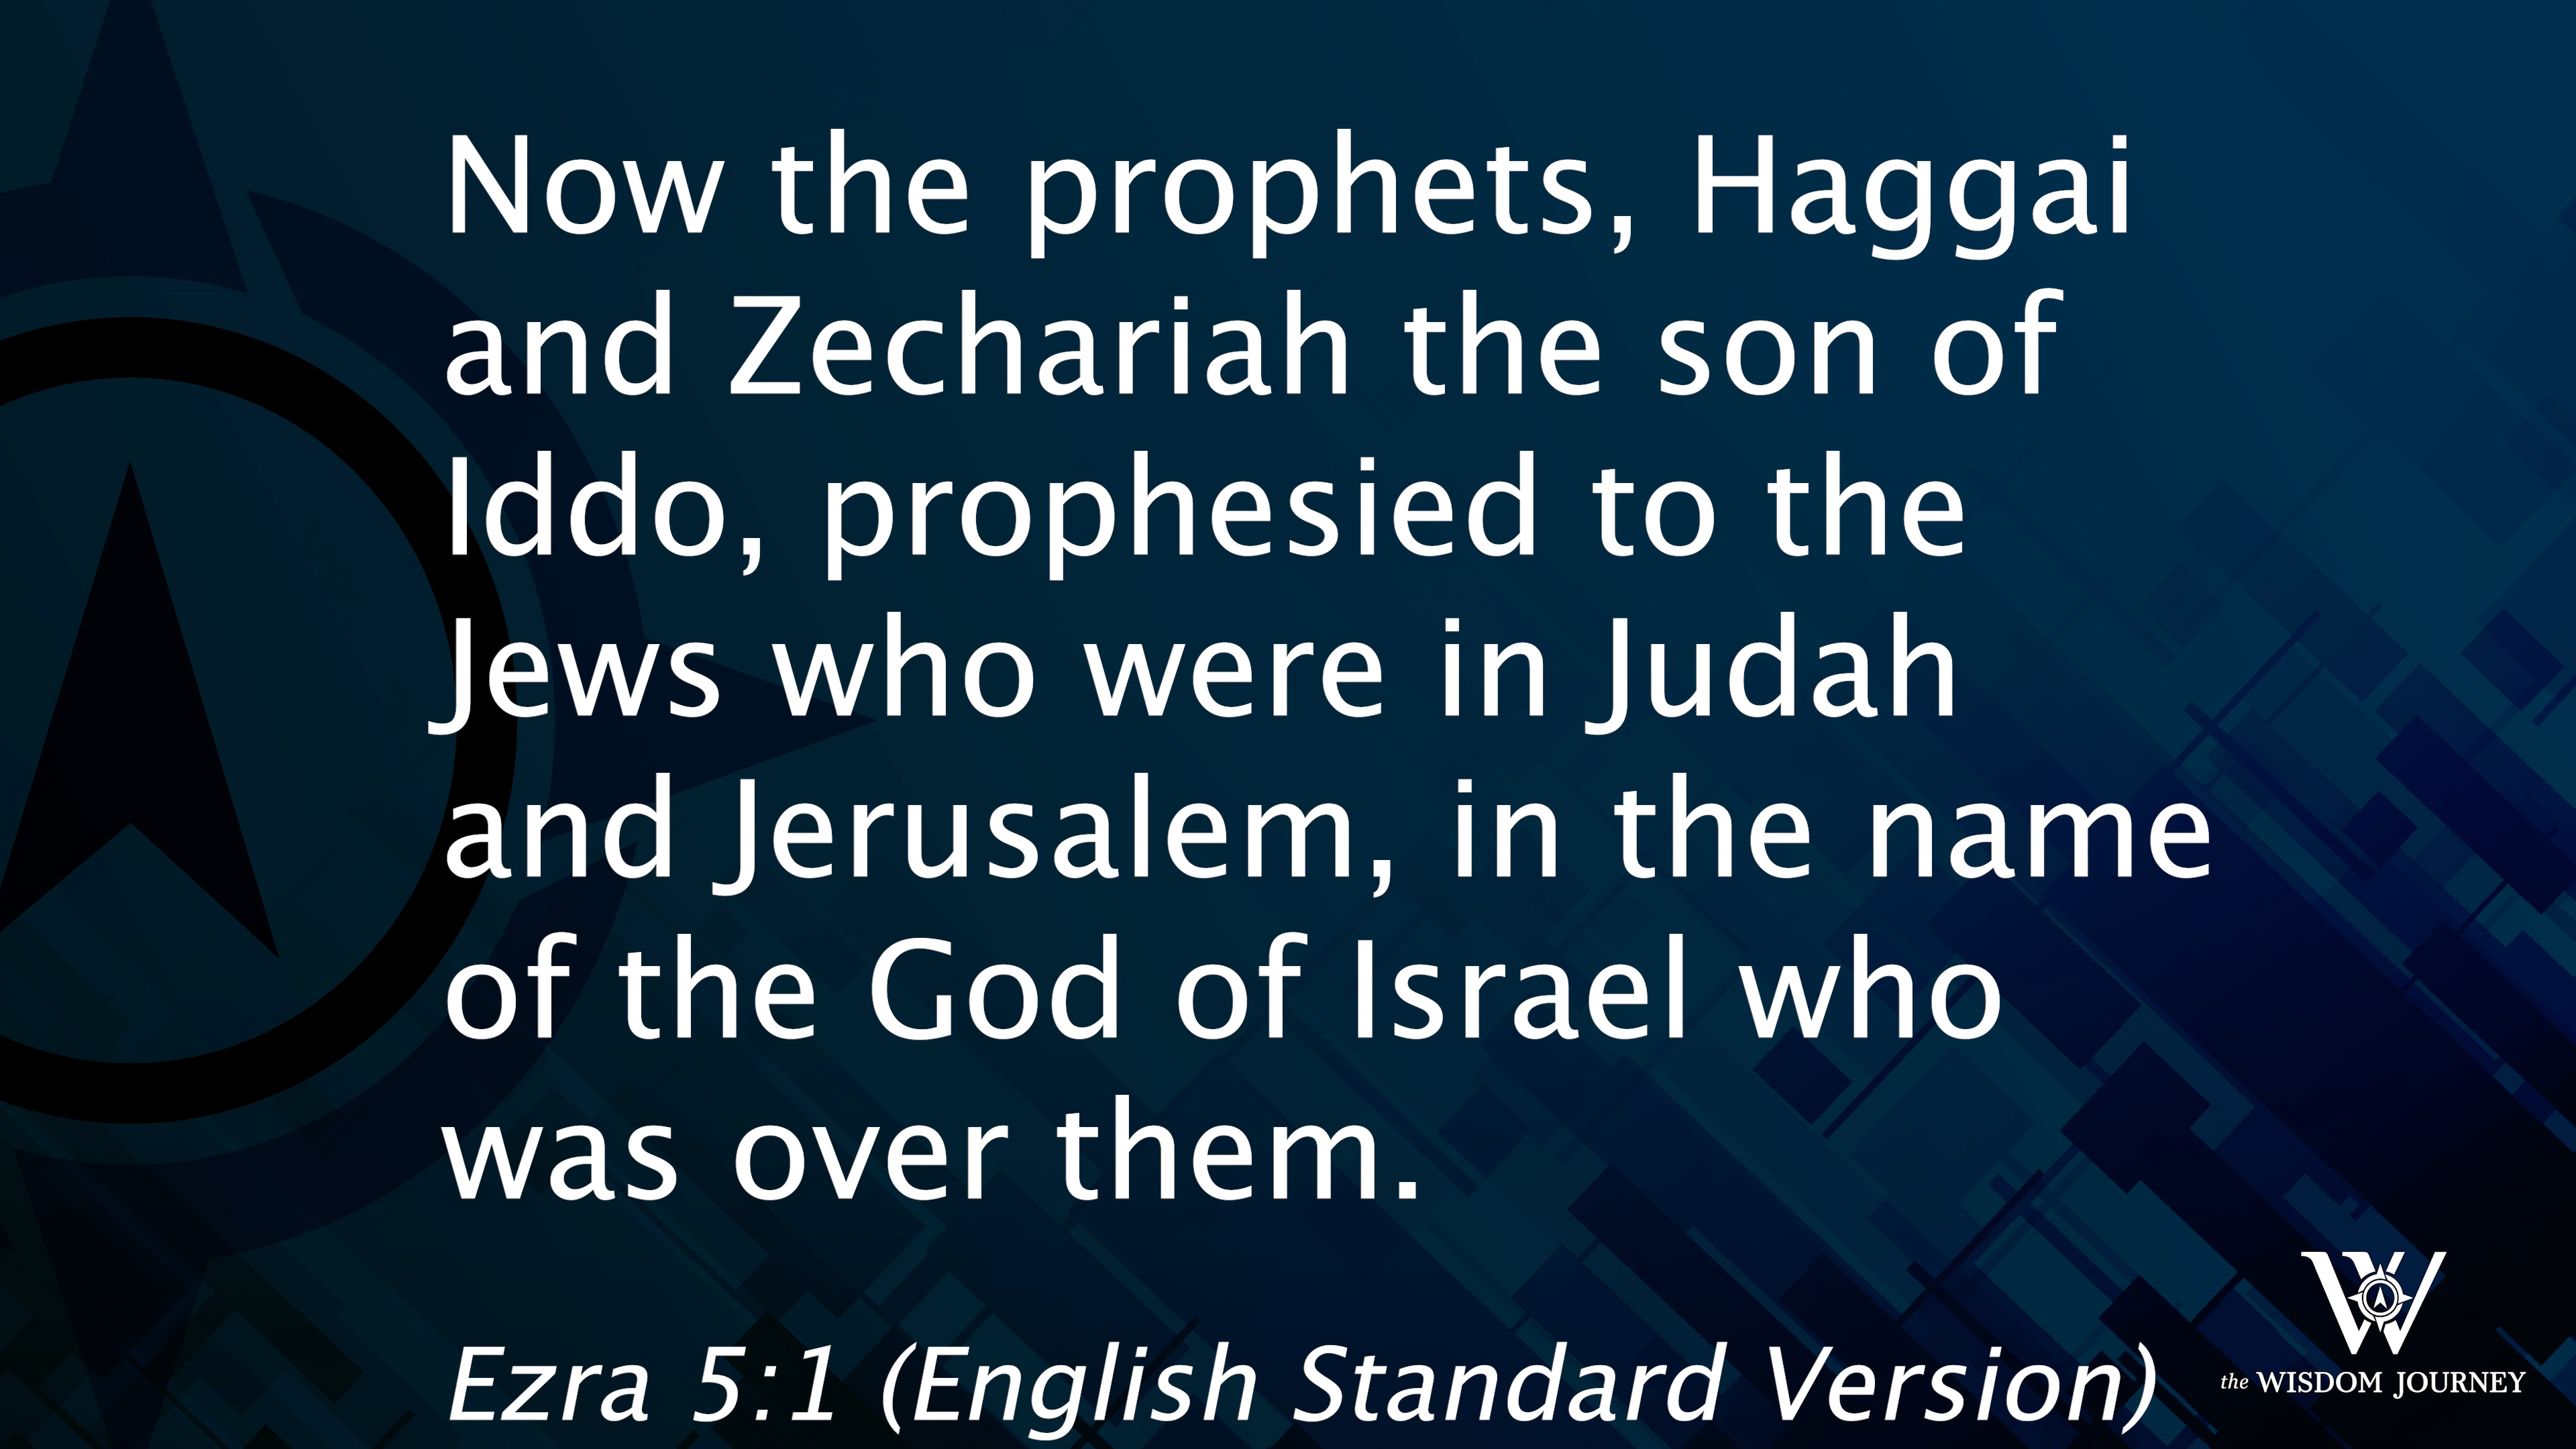 Now the prophets, Haggai
and Zechariah the son of
Iddo, prophesied to the
Jews who were in Judah
and Jerusalem, in the name
of the God of Israel who
was over them.
Ezra 5:1 (English Standard Version)
W
the WISDOM JOURNEY